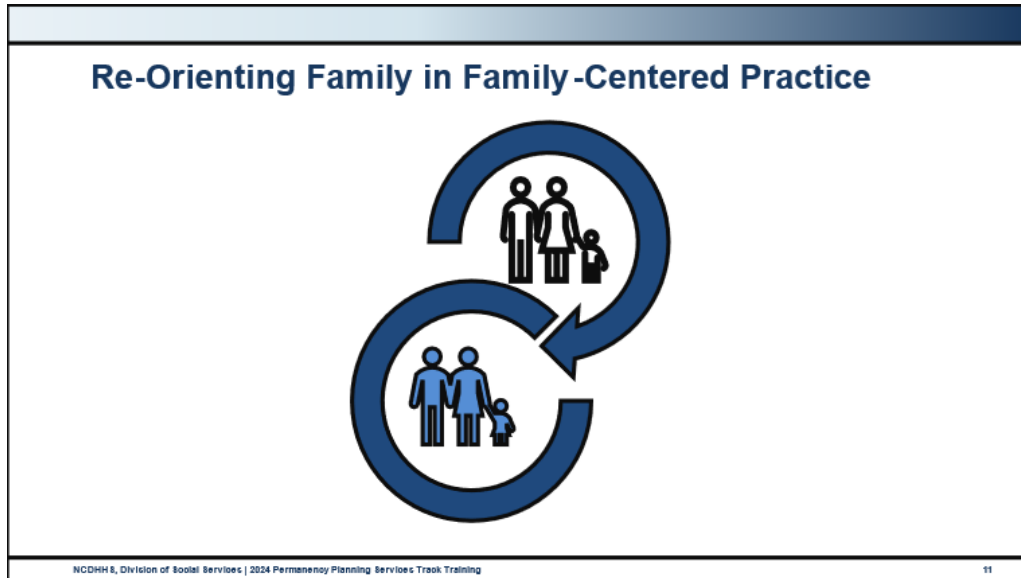 Re-Orienting Family in Family-Centered Practice
NCDHHS, Division of Social Services | 2024 Permanency Planning Services Track Training
11